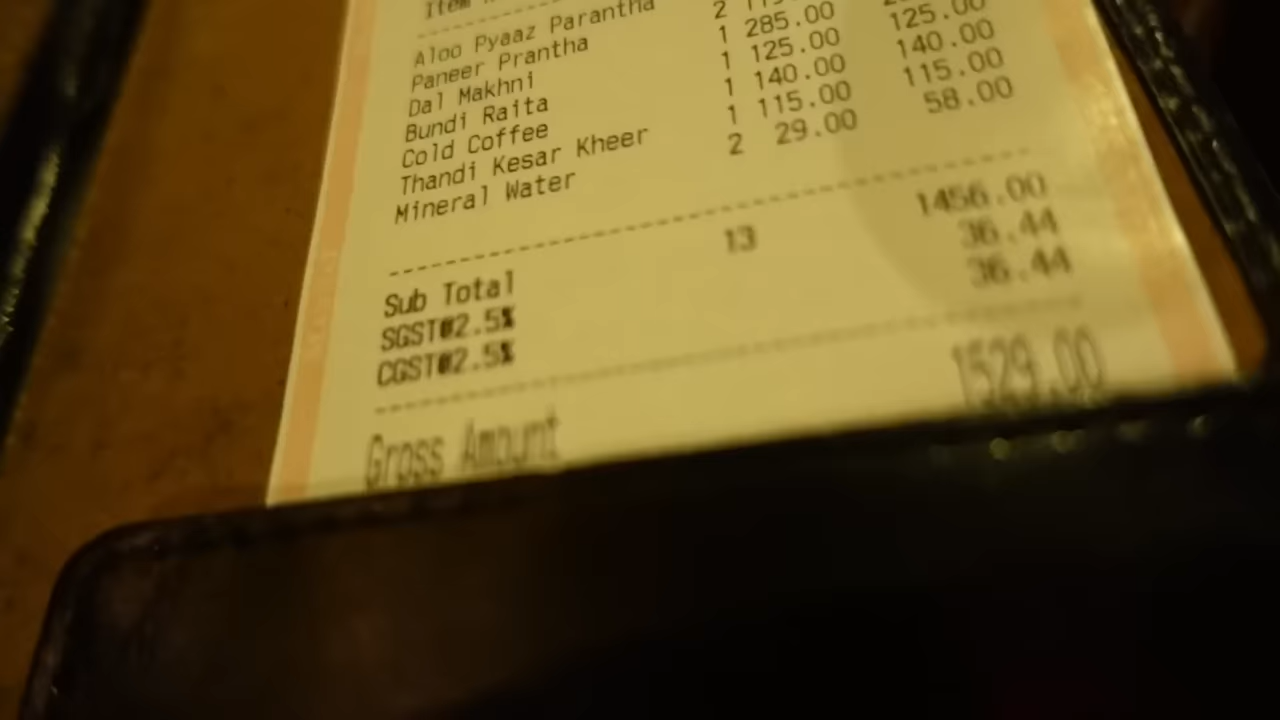 Item
Aloo Pyaaz Parantha
Paneer Prantha 2
Dal Makhni 1 285.00
Bundi Raita 1 125.00 125.00
Cold Coffee 1 140.00 140.00
Thandi Kesar Kheer 1 115.00 115.00
Mineral Water 2 29.00 58.00
Sub Total 13 1456.00
SGST@2.5% 36.44
CGST@2.5% 36.44
Gross Amount 1529.00